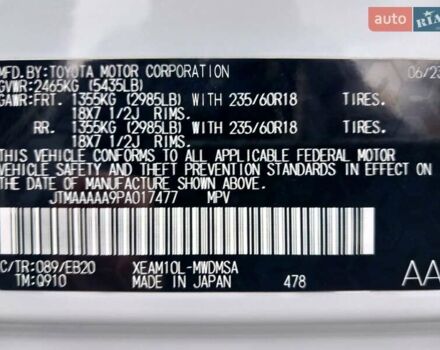 AUTO RIA
MFD.BY:TOYOTA MOTOR CORPORATION 06/23
GVWR:2465KG (5435LB)
GAWR:FRT. 1355KG (2985LB) WITH 235/60R18 TIRES.
18X7 1/2J RIMS.
RR. 1355KG (2985LB) WITH 235/60R18 TIRES.
18X7 1/2J RIMS.
THIS VEHICLE CONFORMS TO ALL APPLICABLE FEDERAL MOTOR
VEHICLE SAFETY AND THEFT PREVENTION STANDARDS IN EFFECT ON
THE DATE OF MANUFACTURE SHOWN ABOVE.
JTMAAAAA9PA017477 MPV
C/TR:089/EB20 XEAM10L-MWDMSA AA
TM:Q910 MADE IN JAPAN 478